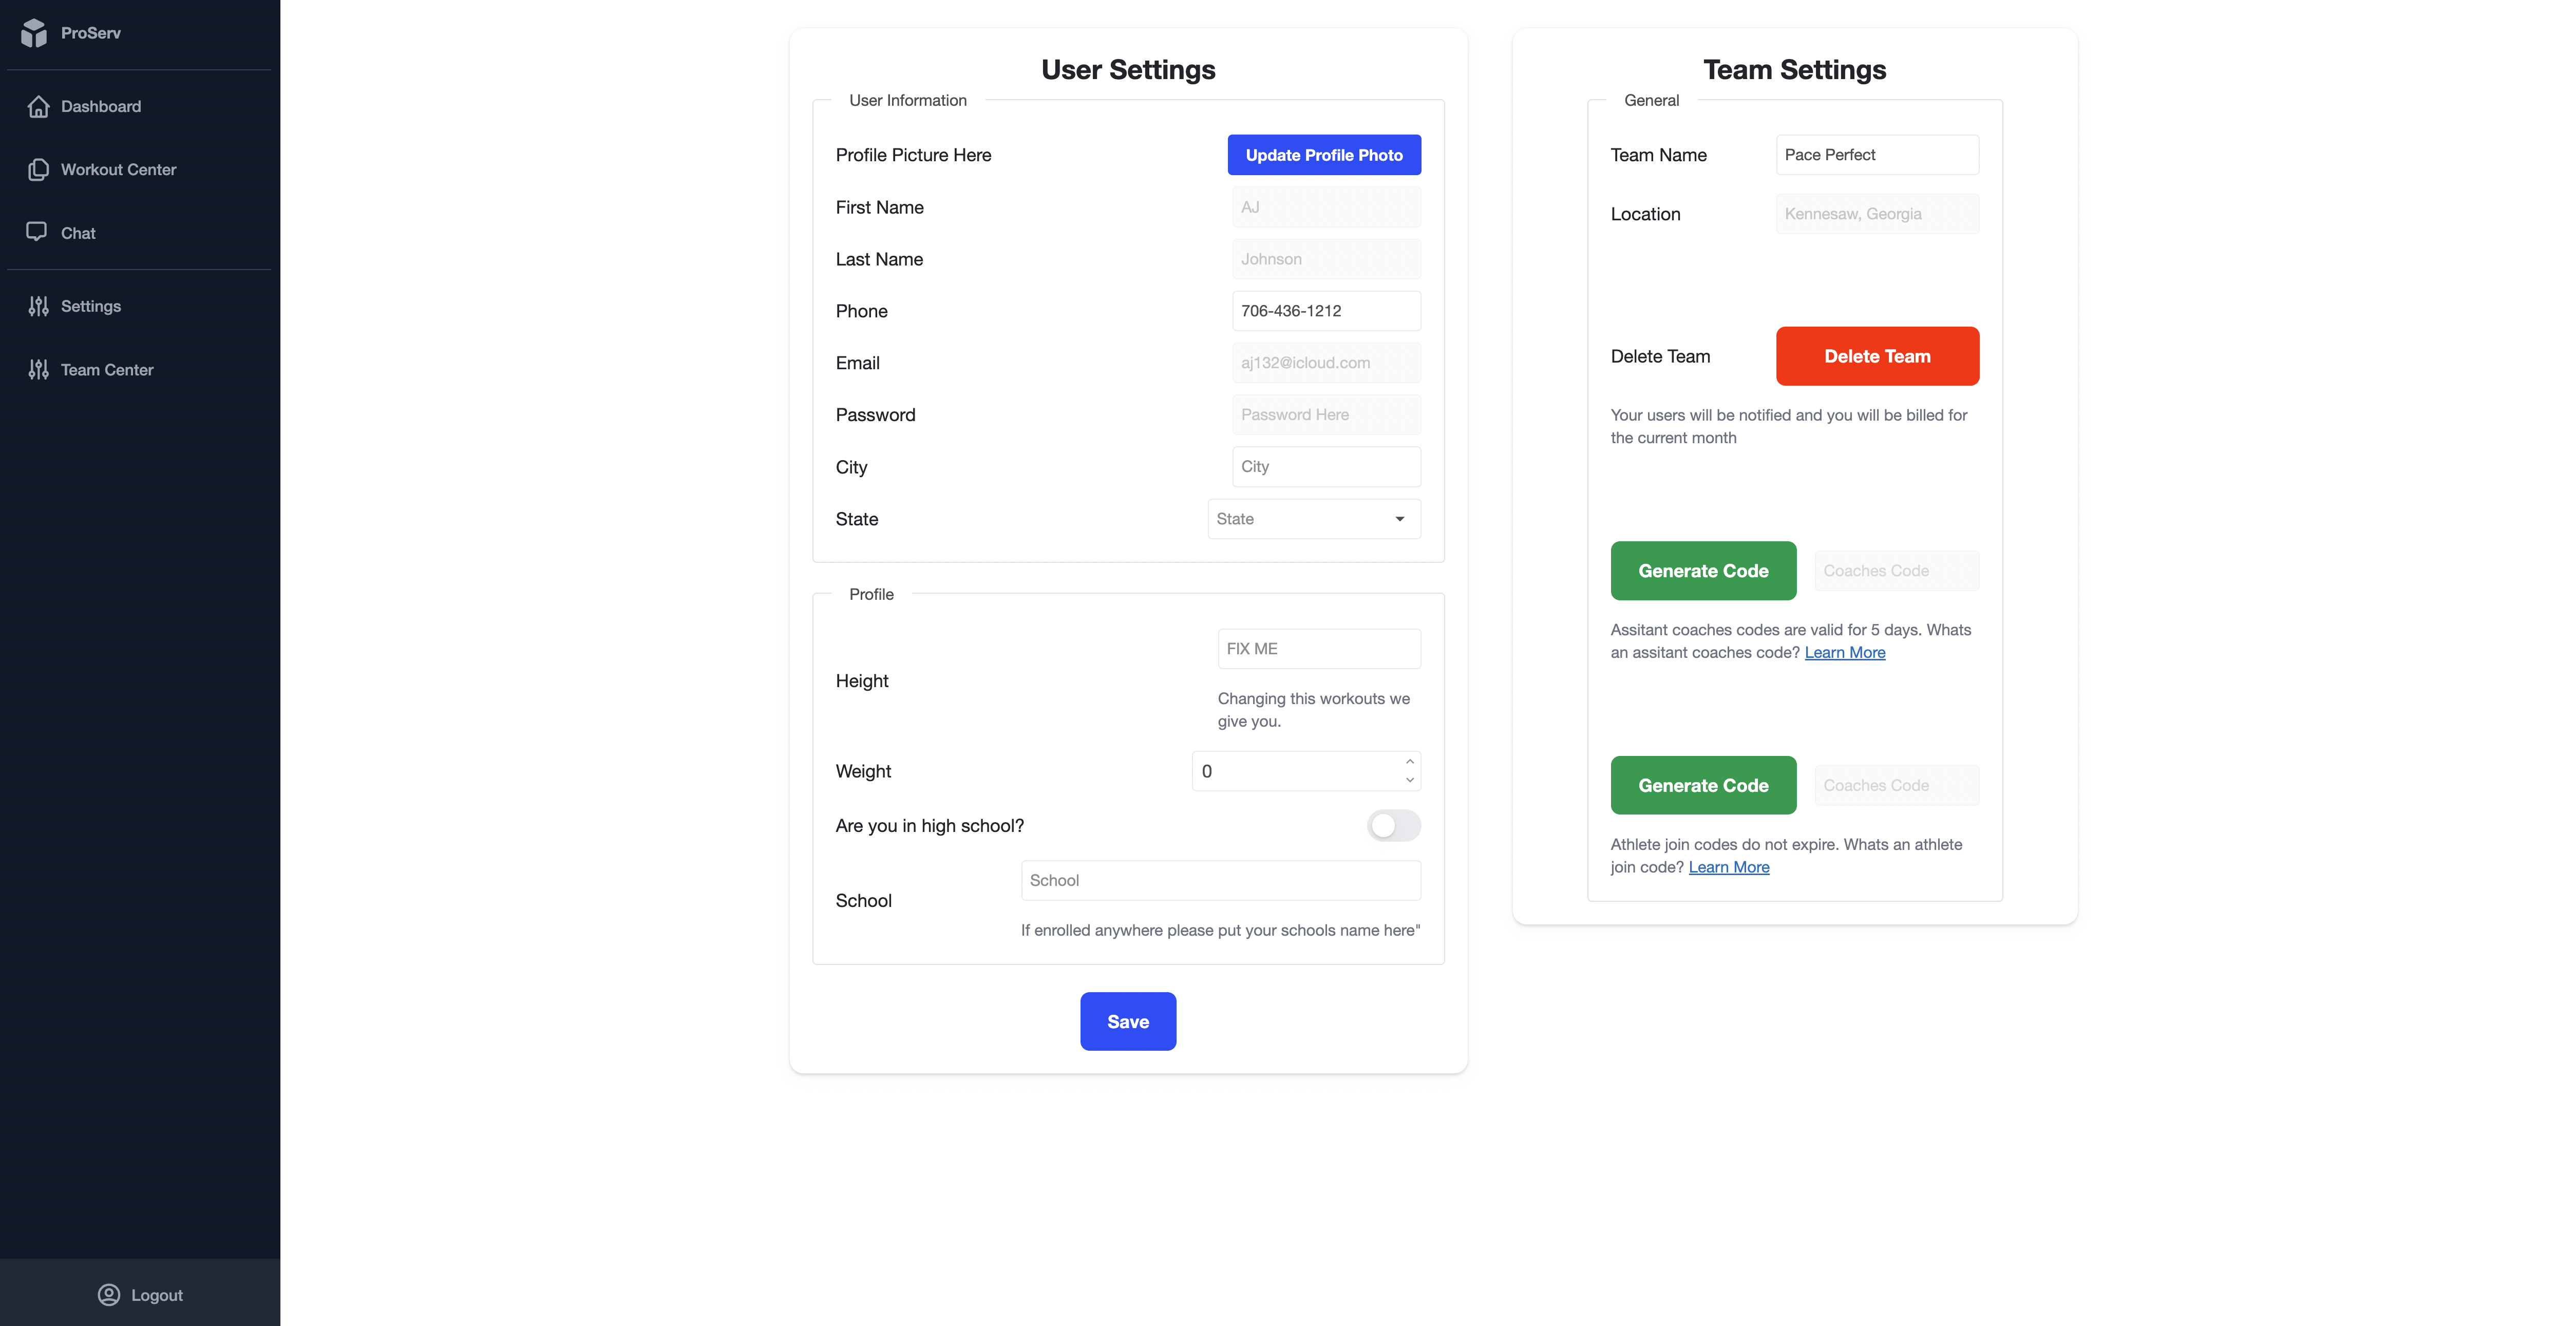 ProServ
Dashboard
Workout Center
Chat
Settings
Team Center
Logout
User Settings
User Information
Profile Picture Here
Update Profile Photo
First Name
AJ
Last Name
Johnson
Phone
706-436-1212
Email
aj132@icloud.com
Password
Password Here
City
City
State
State
Profile
Height
FIX ME
Changing this workouts we
give you.
Weight
0
Are you in high school?
School
School
If enrolled anywhere please put your schools name here"
Save
Team Settings
General
Team Name
Pace Perfect
Location
Kennesaw, Georgia
Delete Team
Delete Team
Your users will be notified and you will be billed for
the current month
Generate Code
Coaches Code
Assitant coaches codes are valid for 5 days. Whats
an assitant coaches code? Learn More
Generate Code
Coaches Code
Athlete join codes do not expire. Whats an athlete
join code? Learn More